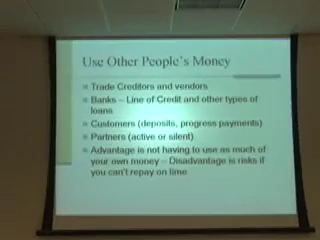 Use Other People's Money
Trade Creditors and vendors
Banks – Line of Credit and other types of
loans
Customers (deposits, progress payments)
Partners (active or silent)
Advantage is not having to use as much of
your own money – Disadvantage is risks if
you can't repay on time